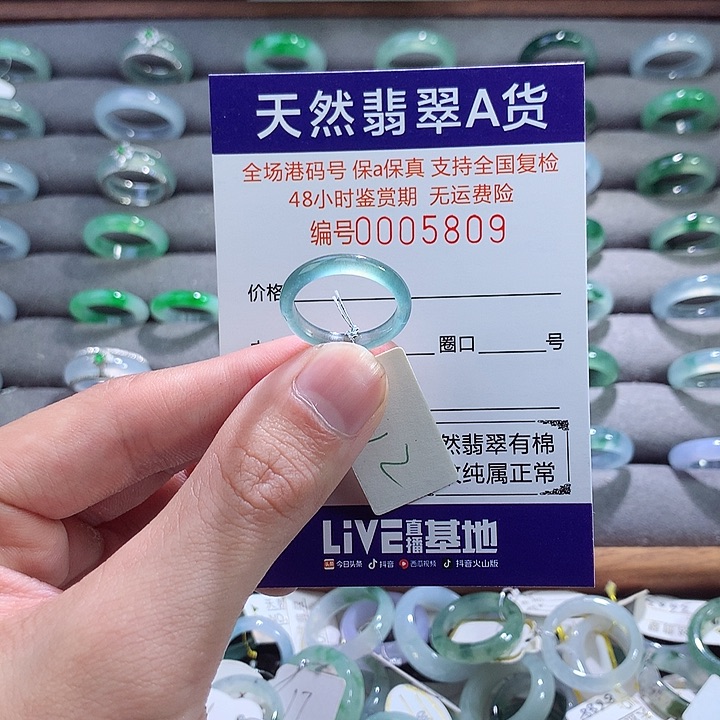 天然翡翠A货
全场港码号 保a保真 支持全国复检
48小时鉴赏期 无运费险
编号0005809
价格
圈口 号
然翡翠有棉
纯属正常
LiVE直播基地
头条 今日头条 抖音 西瓜视频 抖音火山版
12
17